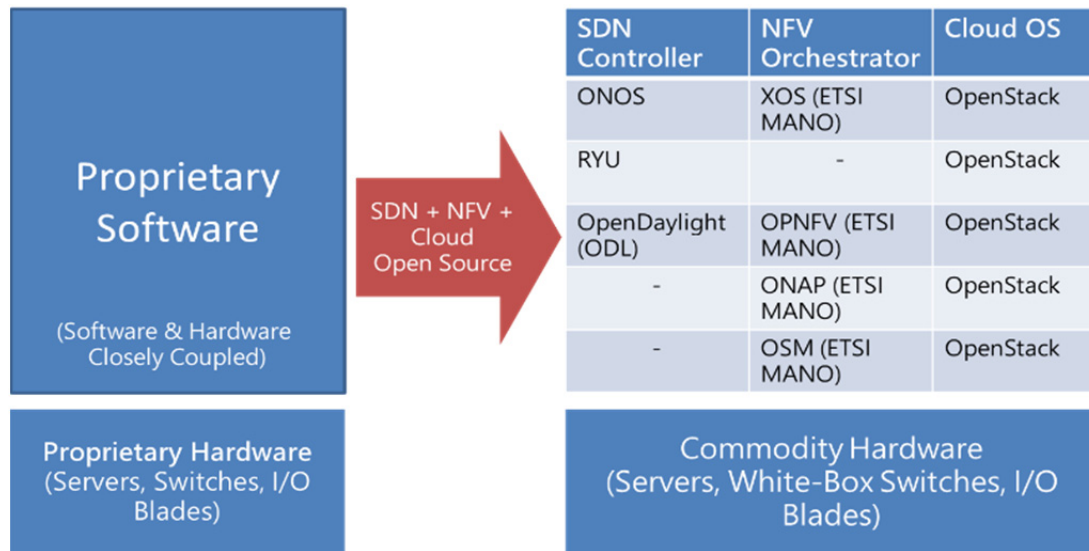 Proprietary
Software
(Software & Hardware
Closely Coupled)
Proprietary Hardware
(Servers, Switches, I/O
Blades)
SDN + NFV +
Cloud
Open Source
SDN
Controller
NFV
Orchestrator
Cloud OS
ONOS
XOS (ETSI
MANO)
OpenStack
RYU
-
OpenStack
OpenDaylight
(ODL)
OPNFV (ETSI
MANO)
OpenStack
-
ONAP (ETSI
MANO)
OpenStack
-
OSM (ETSI
MANO)
OpenStack
Commodity Hardware
(Servers, White-Box Switches, I/O
Blades)